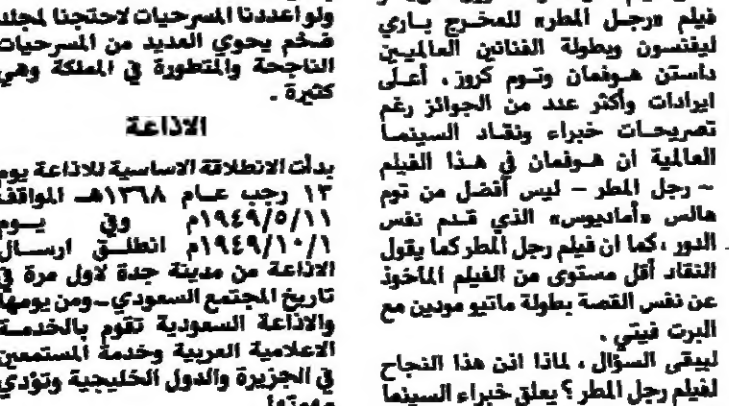 فيلم «رجل المطر» للمخرج باري
ليفنسون وبطولة الفنانين العالميين
داستن هوفمان وتوم كروز ، أعلى
ايرادات وأكثر عدد من الجوائز رغم
تصريحات خبراء ونقاد السينما
العالمية ان هوفمان في هذا الفيلم
– رجل المطر – ليس أفضل من توم
هالس «أماديوس» الذي قدم نفس
الدور ، كما ان فيلم رجل المطر كما يقول
النقاد أقل مستوى من الفيلم المأخوذ
عن نفس القصة بطولة ماتيو مودين مع
البرت فيتي .
ليبقى السؤال ، لماذا اذن هذا النجاح
لفيلم رجل المطر ؟ يعلق خبراء السينما
ولو أعددنا المسرحيات لاحتجنا لمجلد
ضخم يحوي العديد من المسرحيات
الناجحة والمتطورة في المملكة وهي
كثيرة .
الاذاعة
بدأت الانطلاقة الاساسية للاذاعة يوم
١٣ رجب عام ١٣٦٨هـ المواقف
١٩٤٩/٥/١١م وفي يوم
١٩٤٩/١٠/١م انطلق ارسال
الاذاعة من مدينة جدة لاول مرة في
تاريخ المجتمع السعودي – ومن يومها
والاذاعة السعودية تقوم بالخدمة
الاعلامية العربية وخدمة المستمعين
في الجزيرة والدول الخليجية وتؤدي